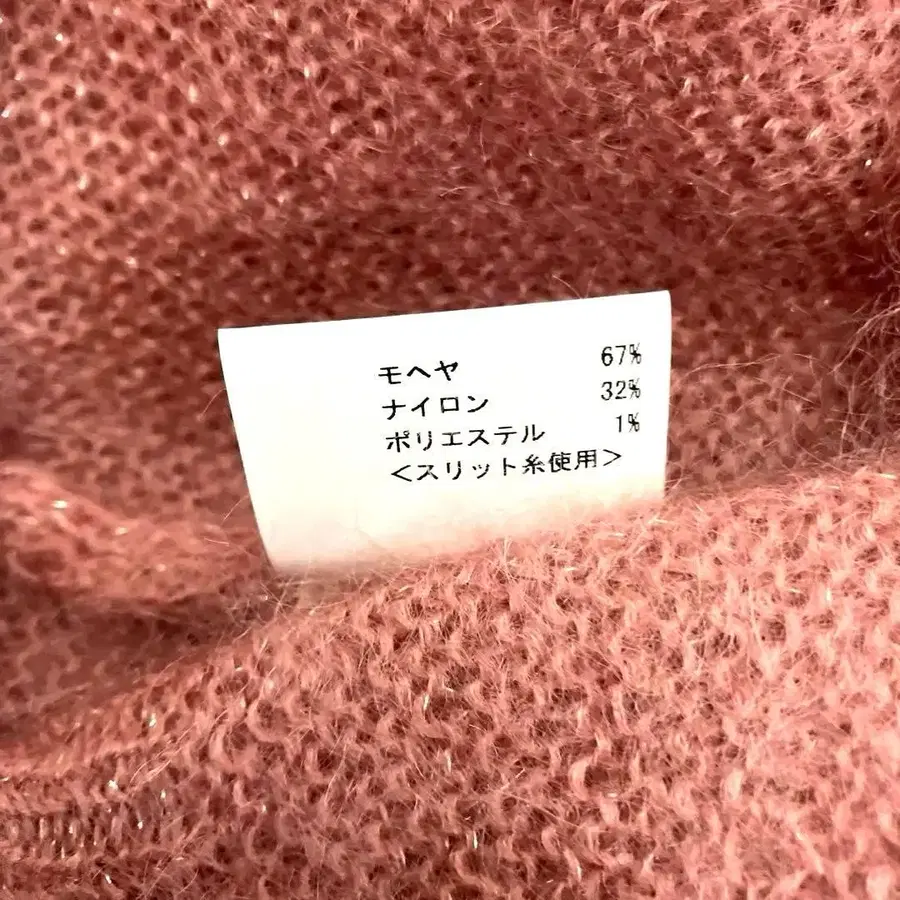 モヘヤ 67%
ナイロン 32%
ポリエステル 1%
<スリット糸使用>